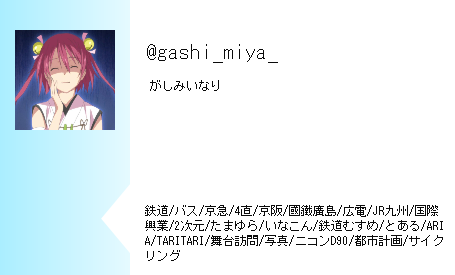 @gashi_miya_
がしみいなり
鉄道/バス/京急/4直/京阪/國鐵廣島/広電/JR九州/国際
興業/2次元/たまゆら/いなこん/鉄道むすめ/とある/ARI
A/TARITARI/舞台訪問/写真/ニコンD90/都市計画/サイク
リング